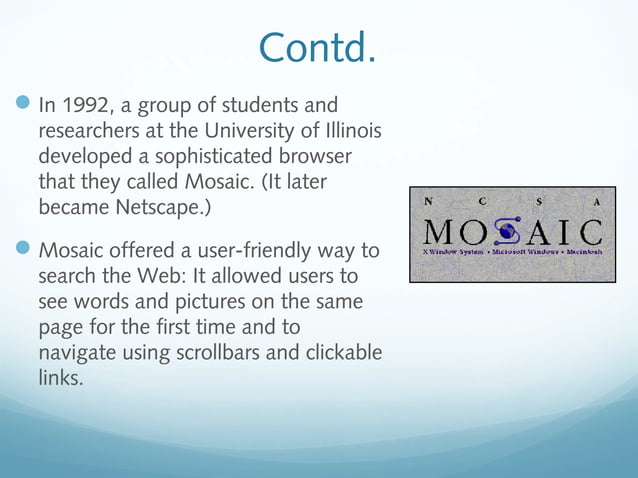 Contd.
In 1992, a group of students and
researchers at the University of Illinois
developed a sophisticated browser
that they called Mosaic. (It later
became Netscape.)
Mosaic offered a user-friendly way to
search the Web: It allowed users to
see words and pictures on the same
page for the first time and to
navigate using scrollbars and clickable
links.
N C S A
MOSAIC
X Window System • Microsoft Windows • Macintosh